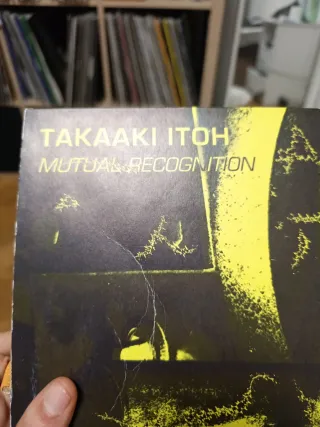 TAKAAKI ITOH
MUTUAL RECOGNITION